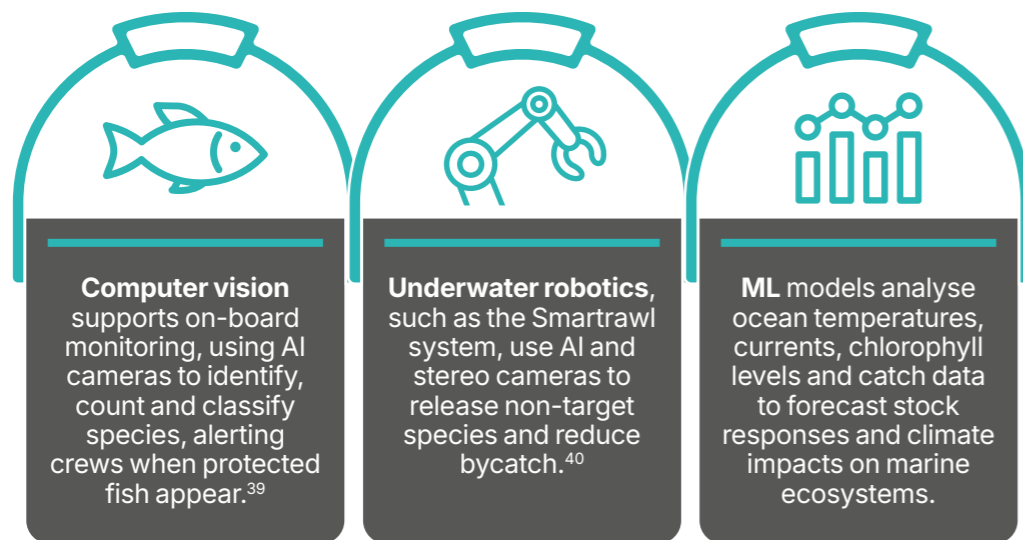 Computer vision
supports on-board
monitoring, using AI
cameras to identify,
count and classify
species, alerting
crews when protected
fish appear.³⁹
Underwater robotics,
such as the Smartrawl
system, use AI and
stereo cameras to
release non-target
species and reduce
bycatch.⁴⁰
ML models analyse
ocean temperatures,
currents, chlorophyll
levels and catch data
to forecast stock
responses and climate
impacts on marine
ecosystems.